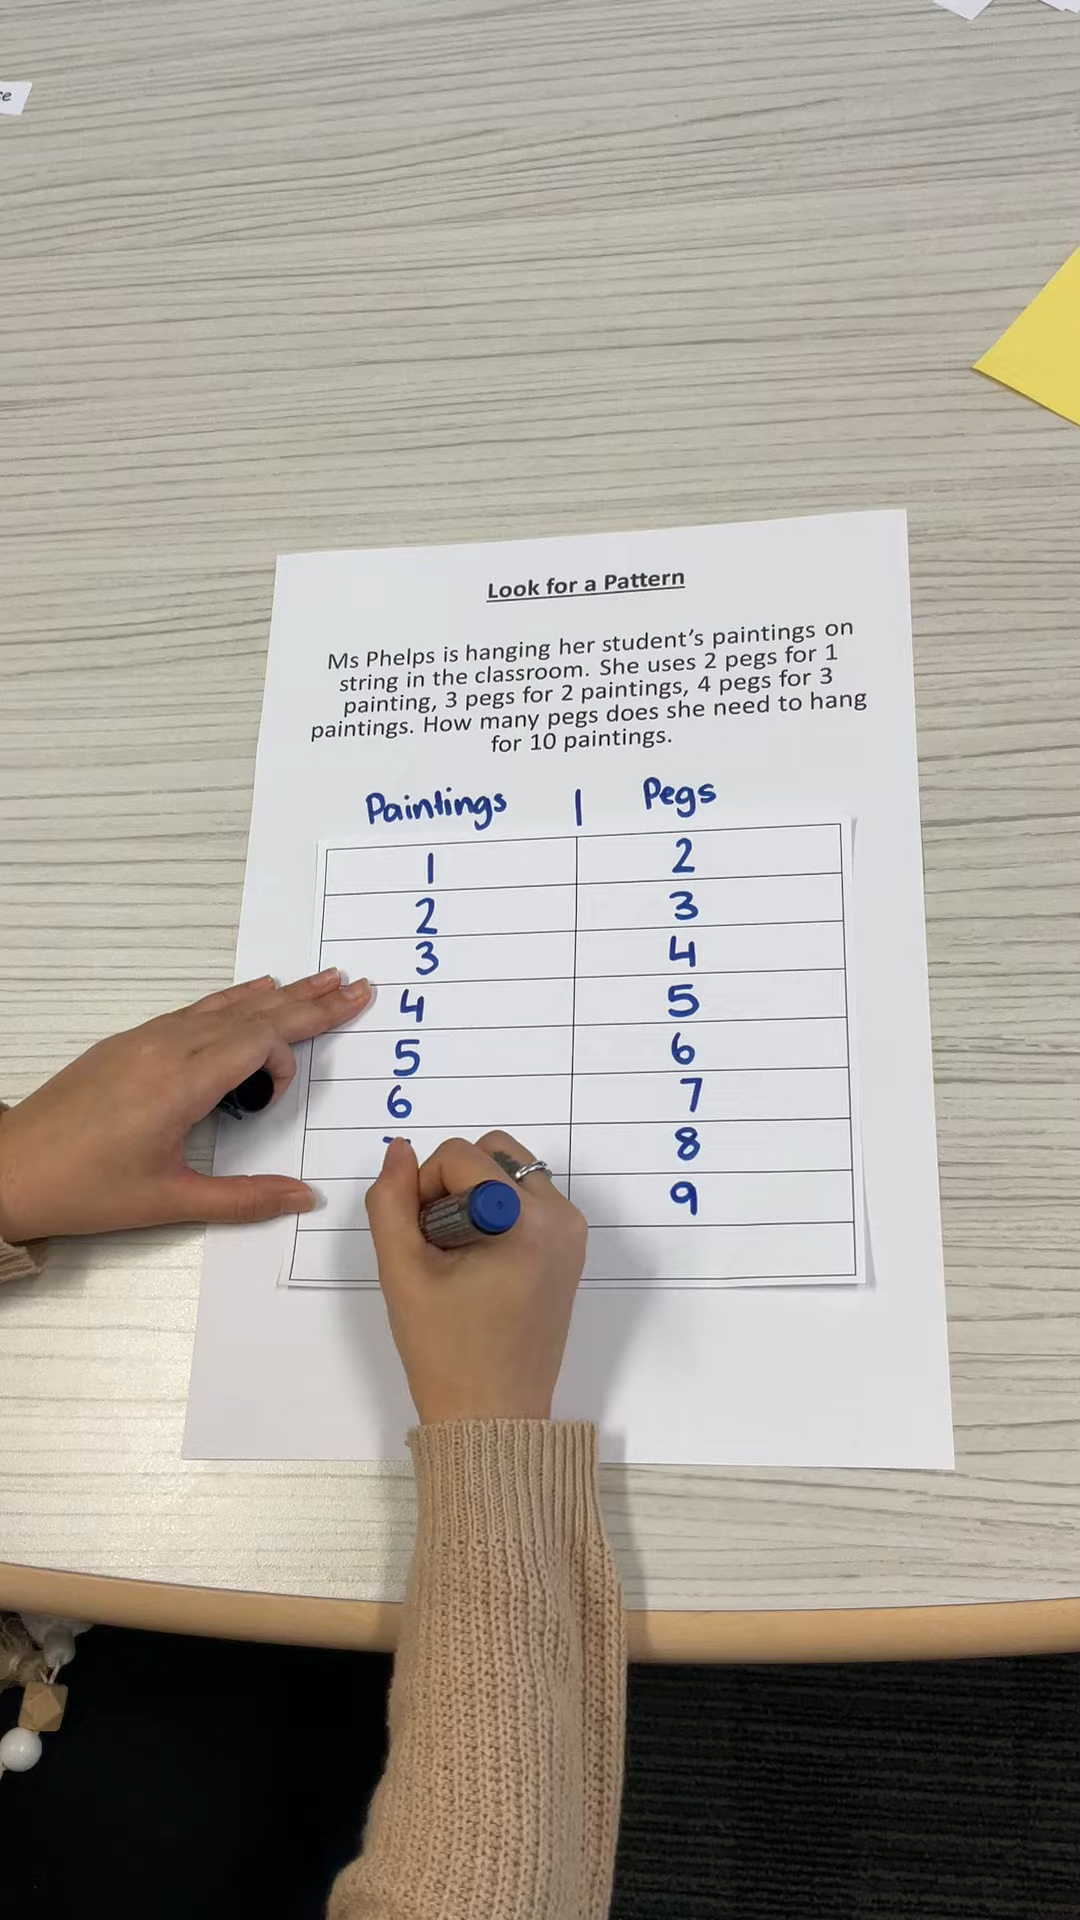 Look for a Pattern
Ms Phelps is hanging her student's paintings on
string in the classroom. She uses 2 pegs for 1
painting, 3 pegs for 2 paintings, 4 pegs for 3
paintings. How many pegs does she need to hang
for 10 paintings.
Paintings | Pegs
1 2
2 3
3 4
4 5
5 6
6 7
8
9